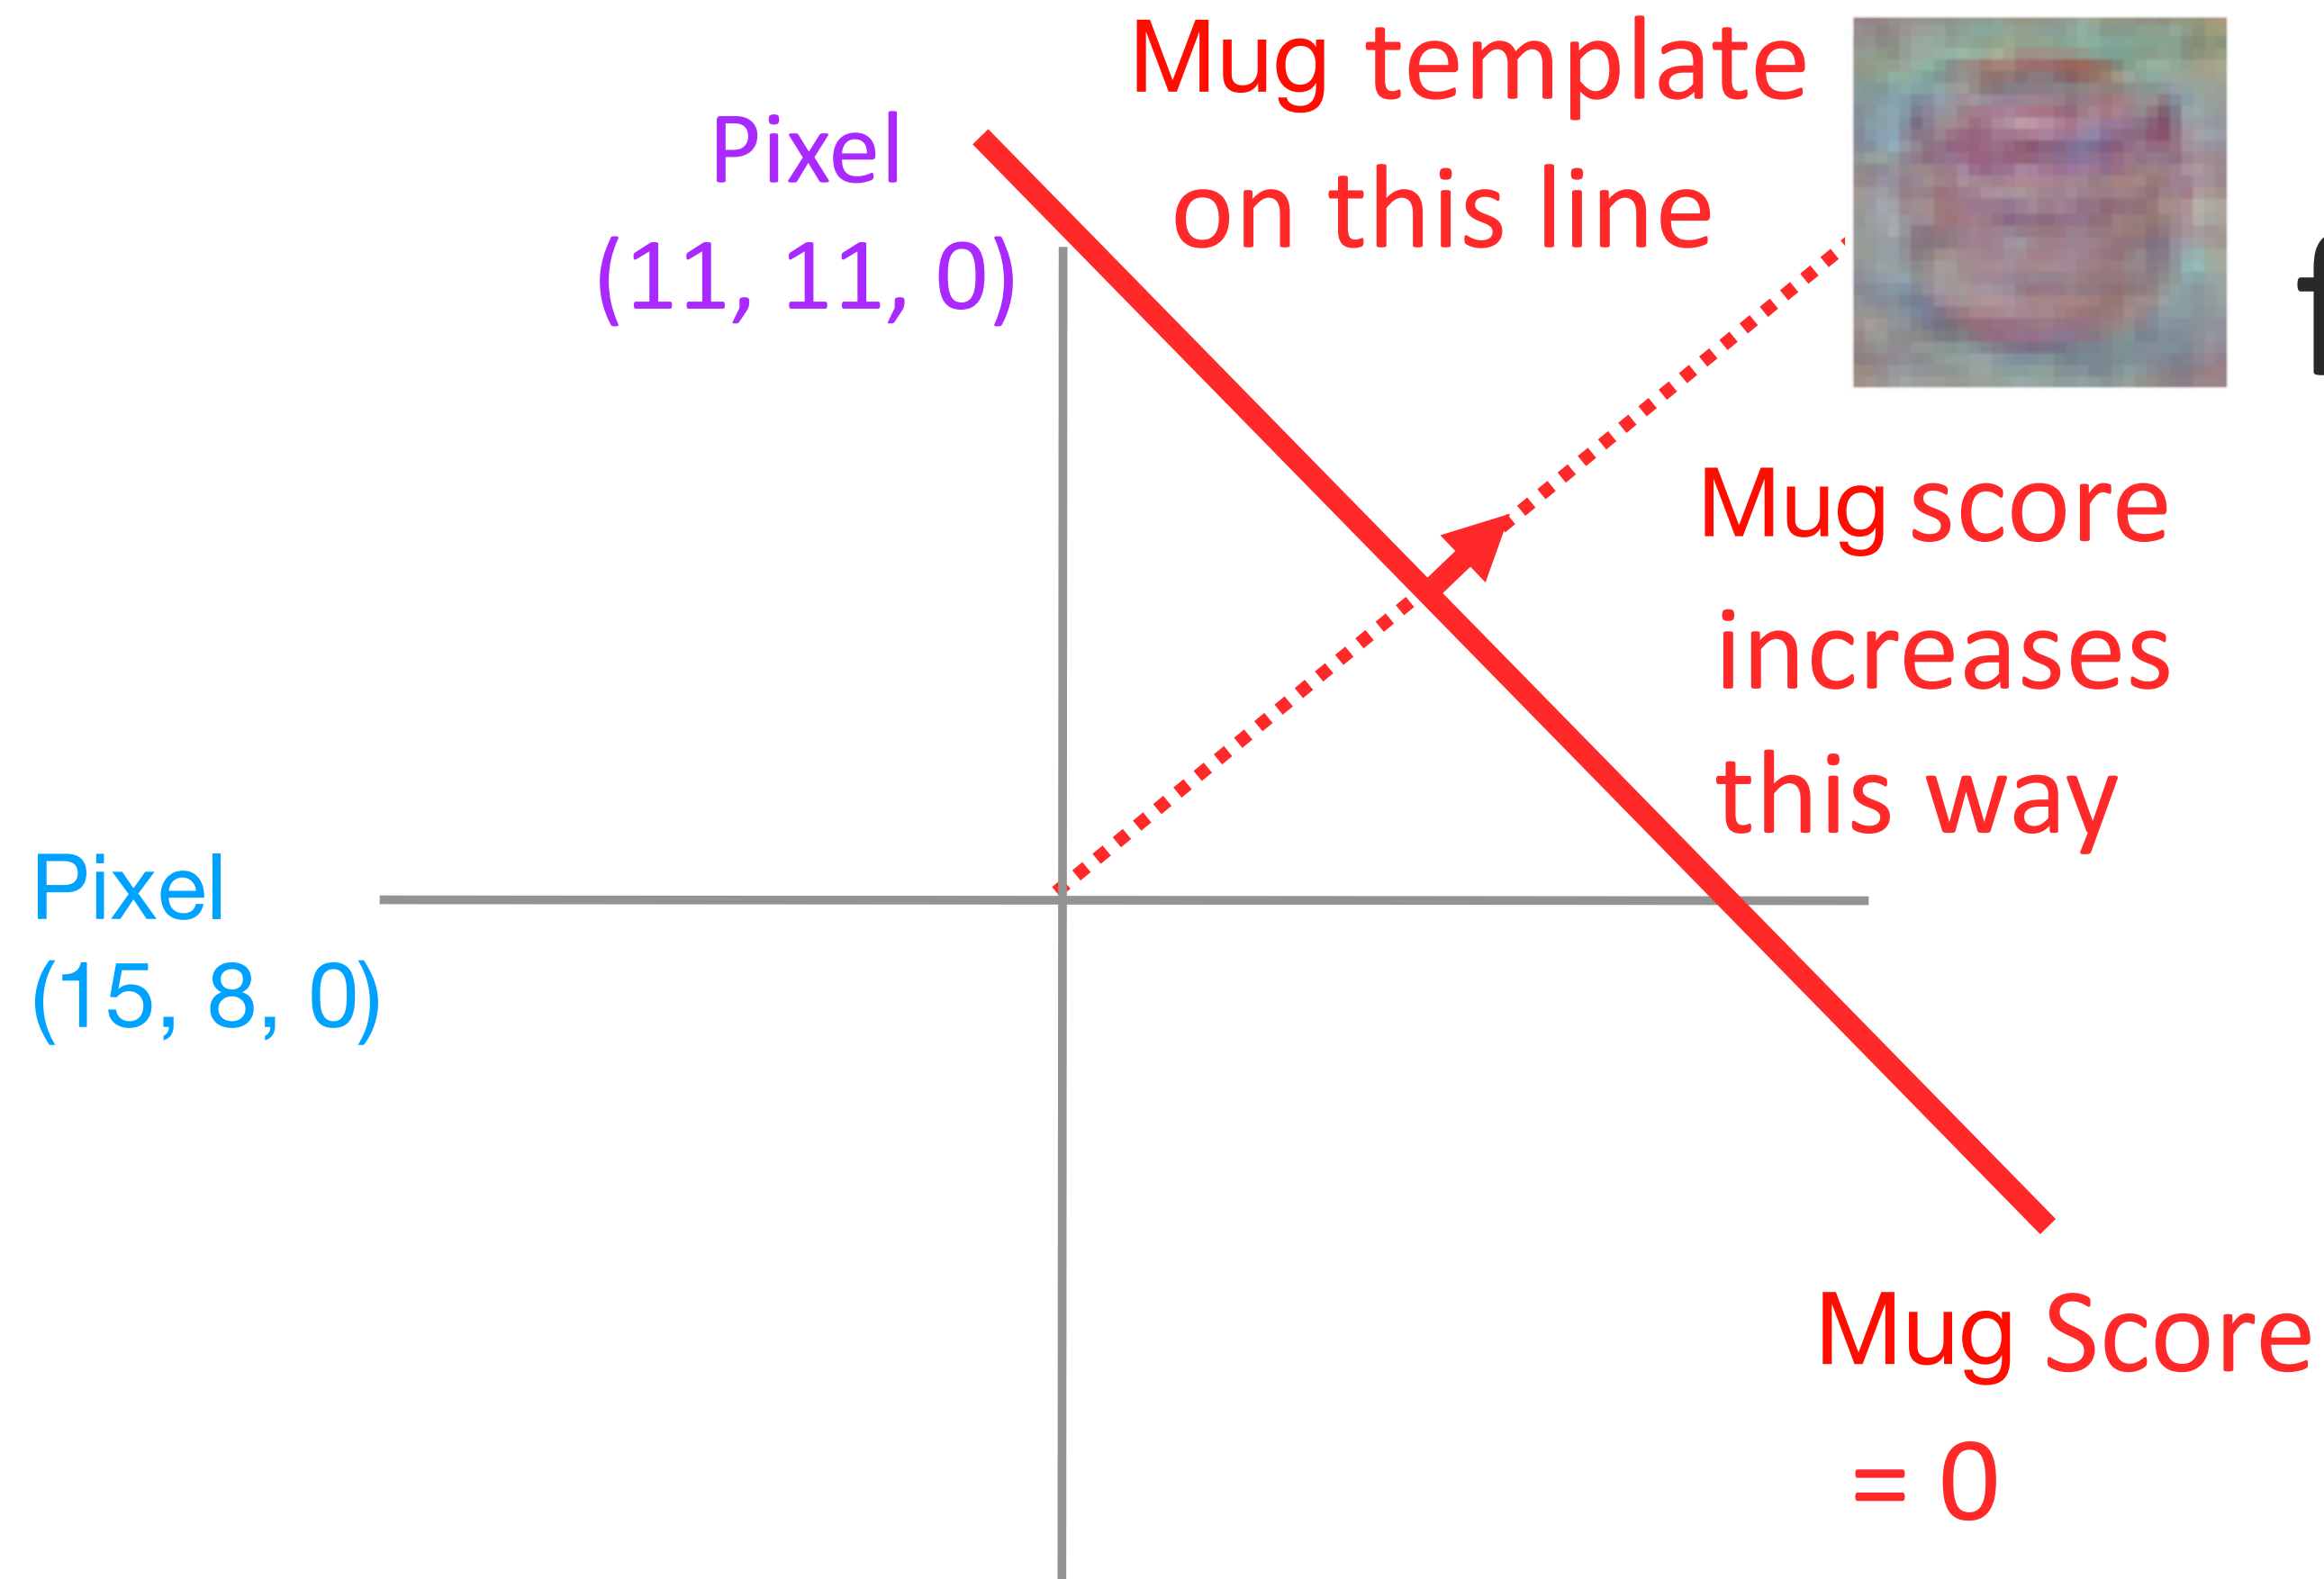 Mug template
on this line
Pixel
(11, 11, 0)
f
Mug score
increases
this way
Pixel
(15, 8, 0)
Mug Score
= 0